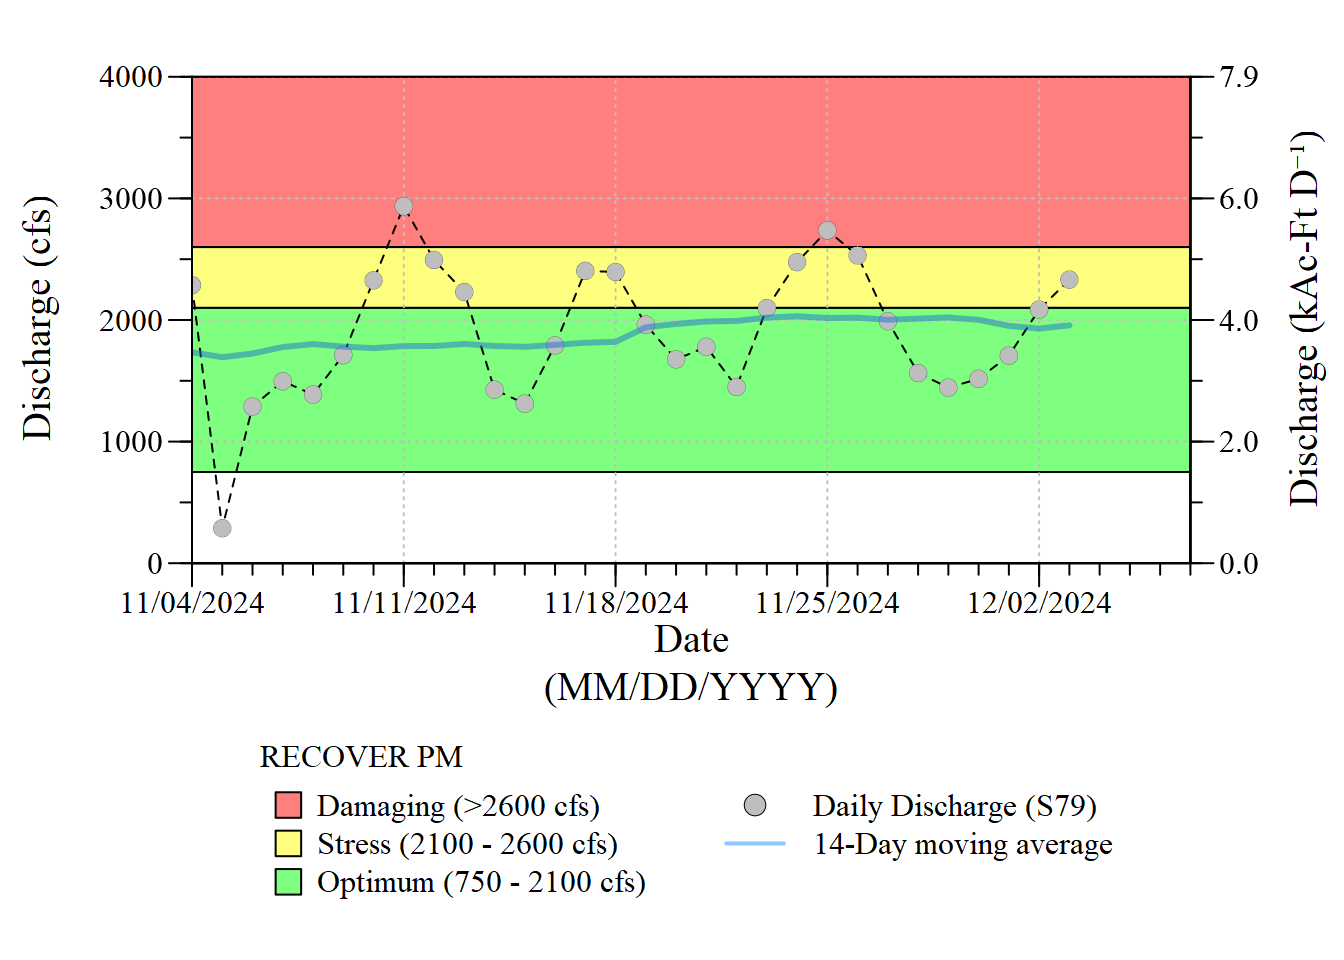 4000
3000
2000
1000
0
Discharge (cfs)
7.9
6.0
4.0
2.0
0.0
Discharge (kAc-Ft D⁻¹)
11/04/2024 11/11/2024 11/18/2024 11/25/2024 12/02/2024
Date
(MM/DD/YYYY)
RECOVER PM
Damaging (>2600 cfs)
Stress (2100 - 2600 cfs)
Optimum (750 - 2100 cfs)
Daily Discharge (S79)
14-Day moving average